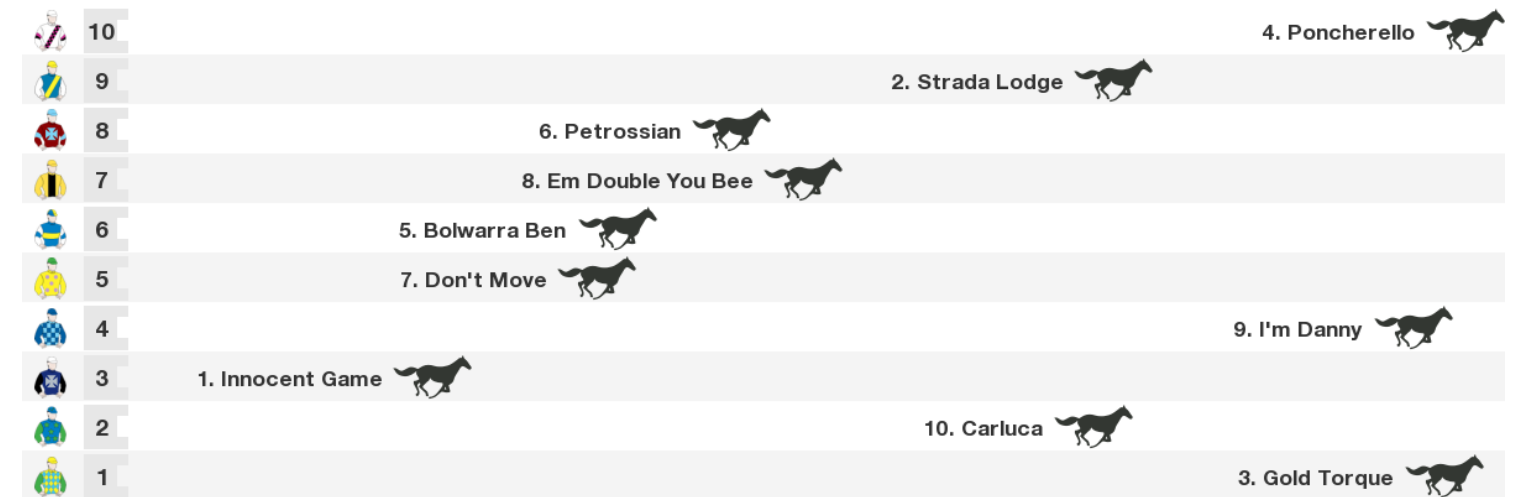 10 4. Poncherello
9 2. Strada Lodge
8 6. Petrossian
7 8. Em Double You Bee
6 5. Bolwarra Ben
5 7. Don't Move
4 9. I'm Danny
3 1. Innocent Game
2 10. Carluca
1 3. Gold Torque